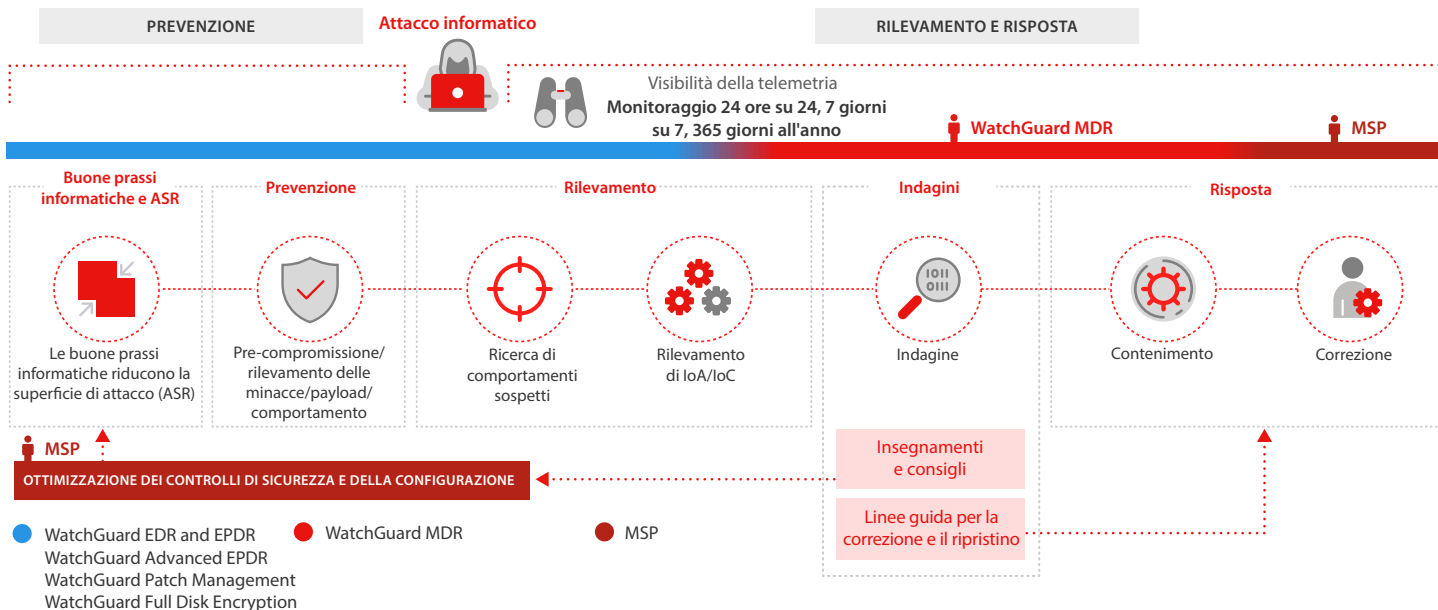 PREVENZIONE
Attacco informatico
RILEVAMENTO E RISPOSTA
Visibilità della telemetria
Monitoraggio 24 ore su 24, 7 giorni
su 7, 365 giorni all'anno
WatchGuard MDR
MSP
Buone prassi
informatiche e ASR
Prevenzione
Rilevamento
Indagini
Risposta
1011
0111
Le buone prassi
informatiche riducono la
superficie di attacco (ASR)
Pre-compromissione/
rilevamento delle
minacce/payload/
comportamento
Ricerca di
comportamenti
sospetti
Rilevamento
di IoA/IoC
Indagine
Contenimento
Correzione
MSP
OTTIMIZZAZIONE DEI CONTROLLI DI SICUREZZA E DELLA CONFIGURAZIONE
Insegnamenti
e consigli
Linee guida per la
correzione e il ripristino
WatchGuard EDR and EPDR
WatchGuard Advanced EPDR
WatchGuard Patch Management
WatchGuard Full Disk Encryption
WatchGuard MDR
MSP